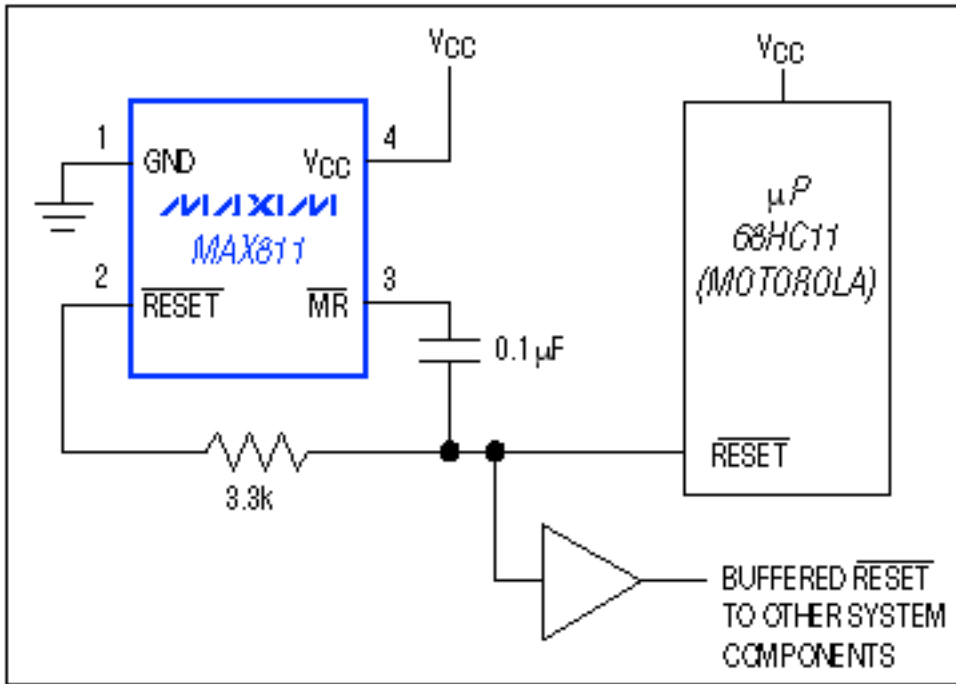 VCC
VCC
1
4
GND
VCC
MAXIM
MAX811
2
3
RESET
MR
0.1 µF
3.3k
µP
68HC11
(MOTOROLA)
RESET
BUFFERED RESET
TO OTHER SYSTEM
COMPONENTS